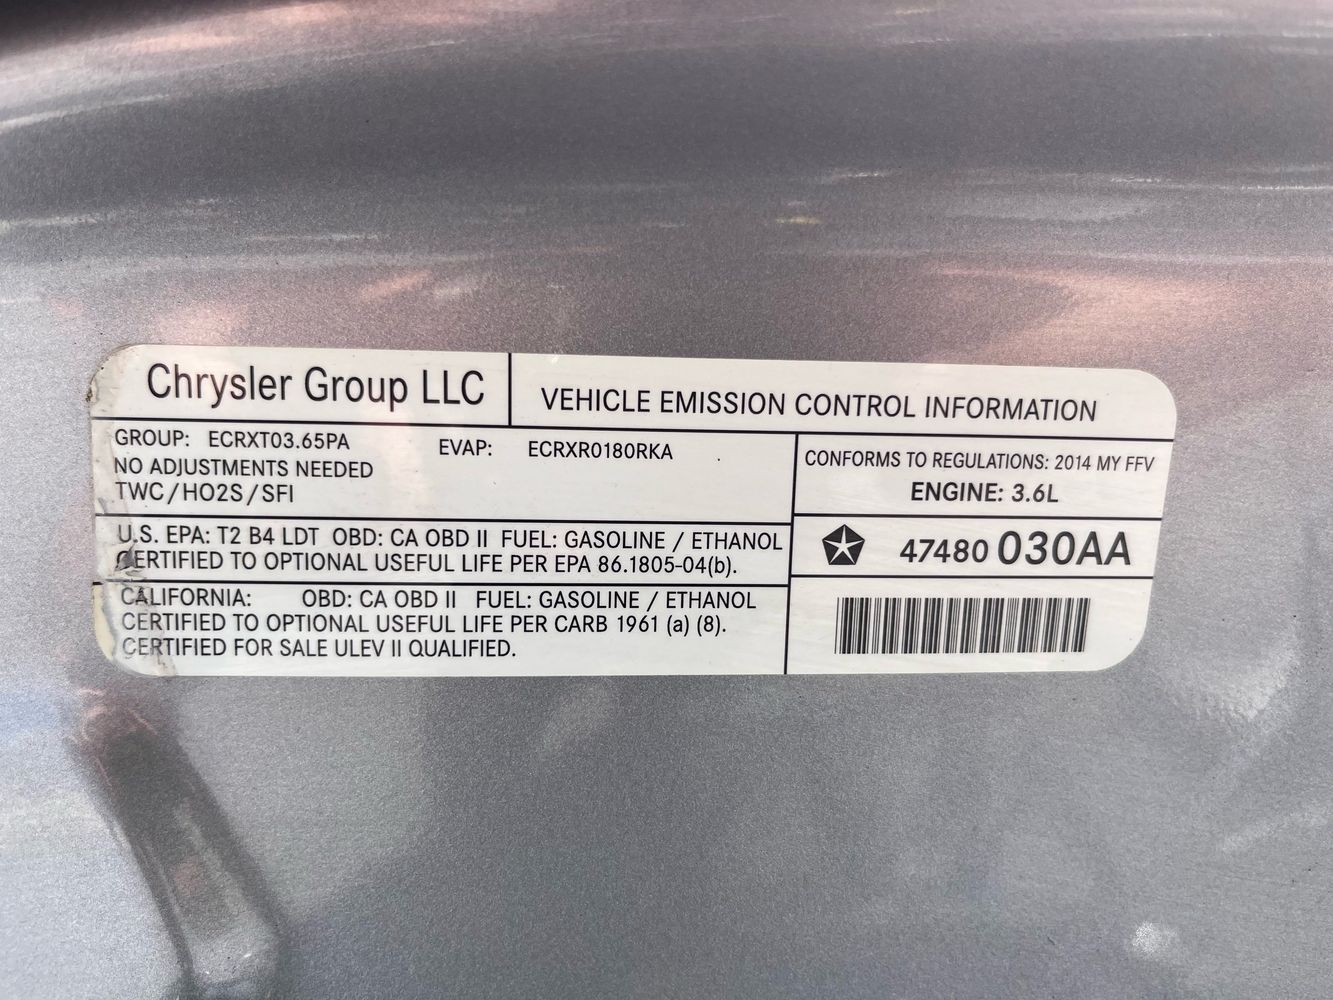 Chrysler Group LLC
VEHICLE EMISSION CONTROL INFORMATION
GROUP: ECRXT03.65PA EVAP: ECRXR0180RKA
NO ADJUSTMENTS NEEDED
TWC/HO2S/SFI
CONFORMS TO REGULATIONS: 2014 MY FFV
ENGINE: 3.6L
U.S. EPA: T2 B4 LDT OBD: CA OBD II FUEL: GASOLINE / ETHANOL
CERTIFIED TO OPTIONAL USEFUL LIFE PER EPA 86.1805-04(b).
47480 030AA
CALIFORNIA: OBD: CA OBD II FUEL: GASOLINE / ETHANOL
CERTIFIED TO OPTIONAL USEFUL LIFE PER CARB 1961 (a) (8).
CERTIFIED FOR SALE ULEV II QUALIFIED.